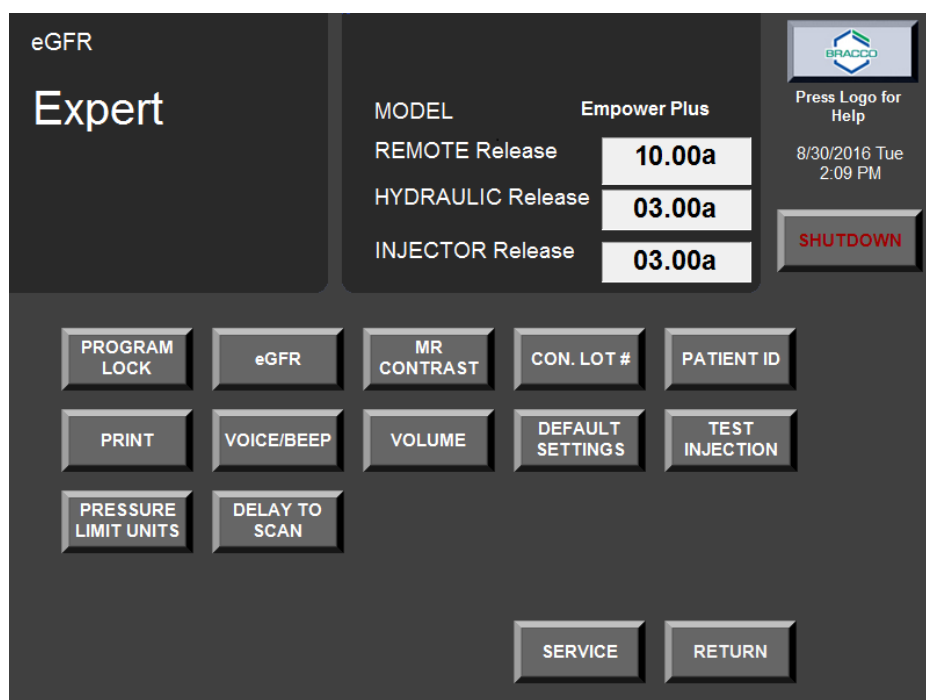 eGFR
Expert
MODEL Empower Plus
REMOTE Release 10.00a
HYDRAULIC Release 03.00a
INJECTOR Release 03.00a
BRACCO
Press Logo for
Help
8/30/2016 Tue
2:09 PM
SHUTDOWN
PROGRAM
LOCK
eGFR
MR
CONTRAST
CON. LOT #
PATIENT ID
PRINT
VOICE/BEEP
VOLUME
DEFAULT
SETTINGS
TEST
INJECTION
PRESSURE
LIMIT UNITS
DELAY TO
SCAN
SERVICE
RETURN